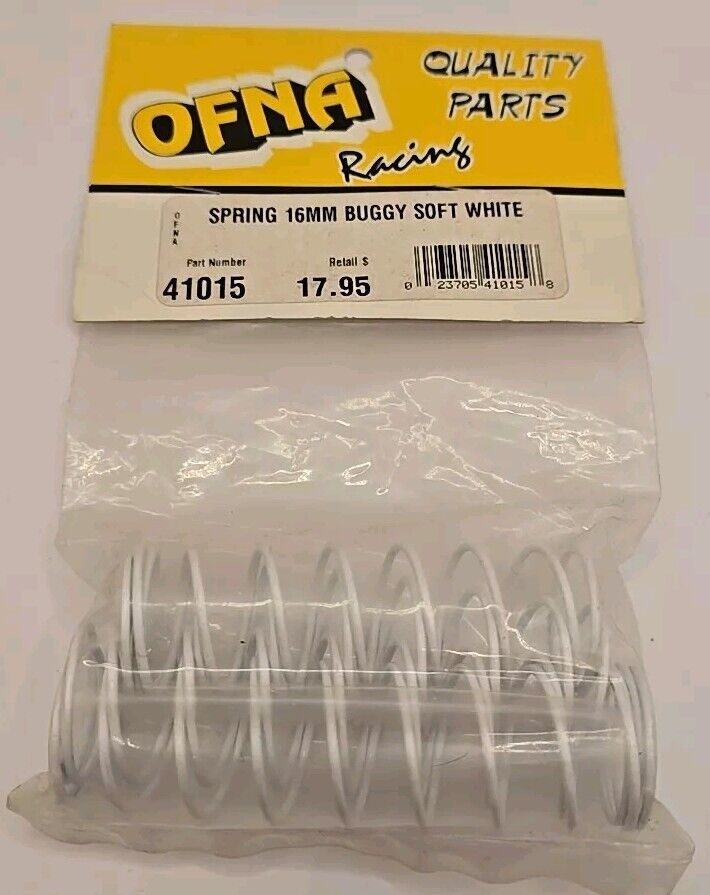 OFNA
Racing
QUALITY
PARTS
OFNA
SPRING 16MM BUGGY SOFT WHITE
Part Number
Retail $
41015
17.95
0 23705 41015 8